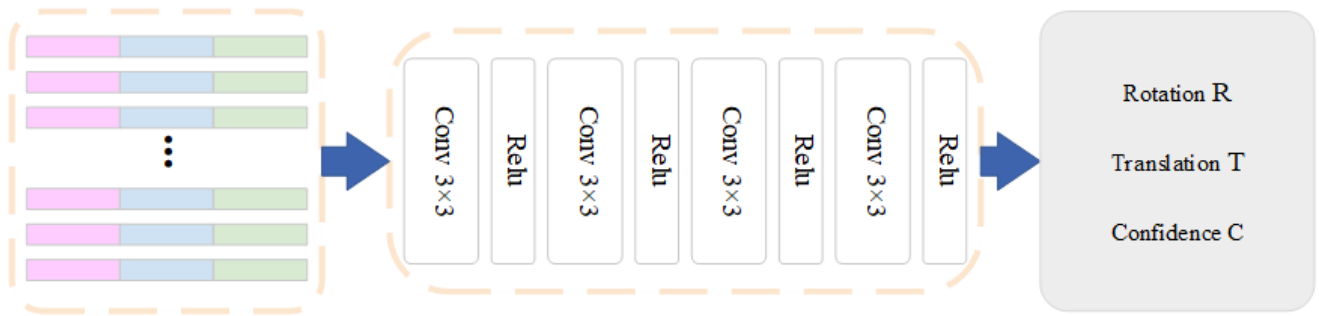 Conv 3×3
Relu
Conv 3×3
Relu
Conv 3×3
Relu
Conv 3×3
Relu
Rotation R
Translation T
Confidence C